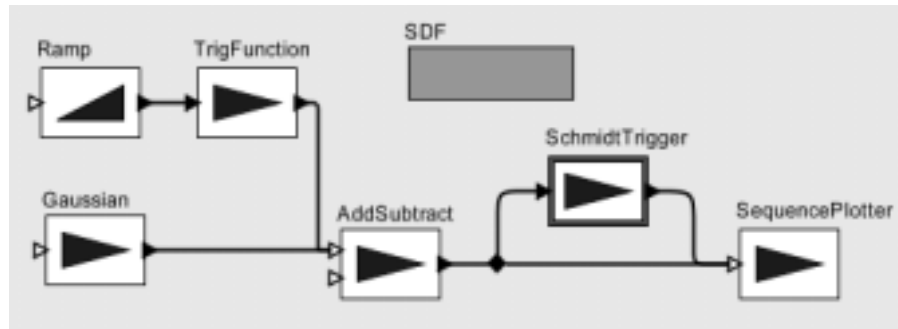 SDF
Ramp
TrigFunction
SchmidtTrigger
Gaussian
AddSubtract
SequencePlotter